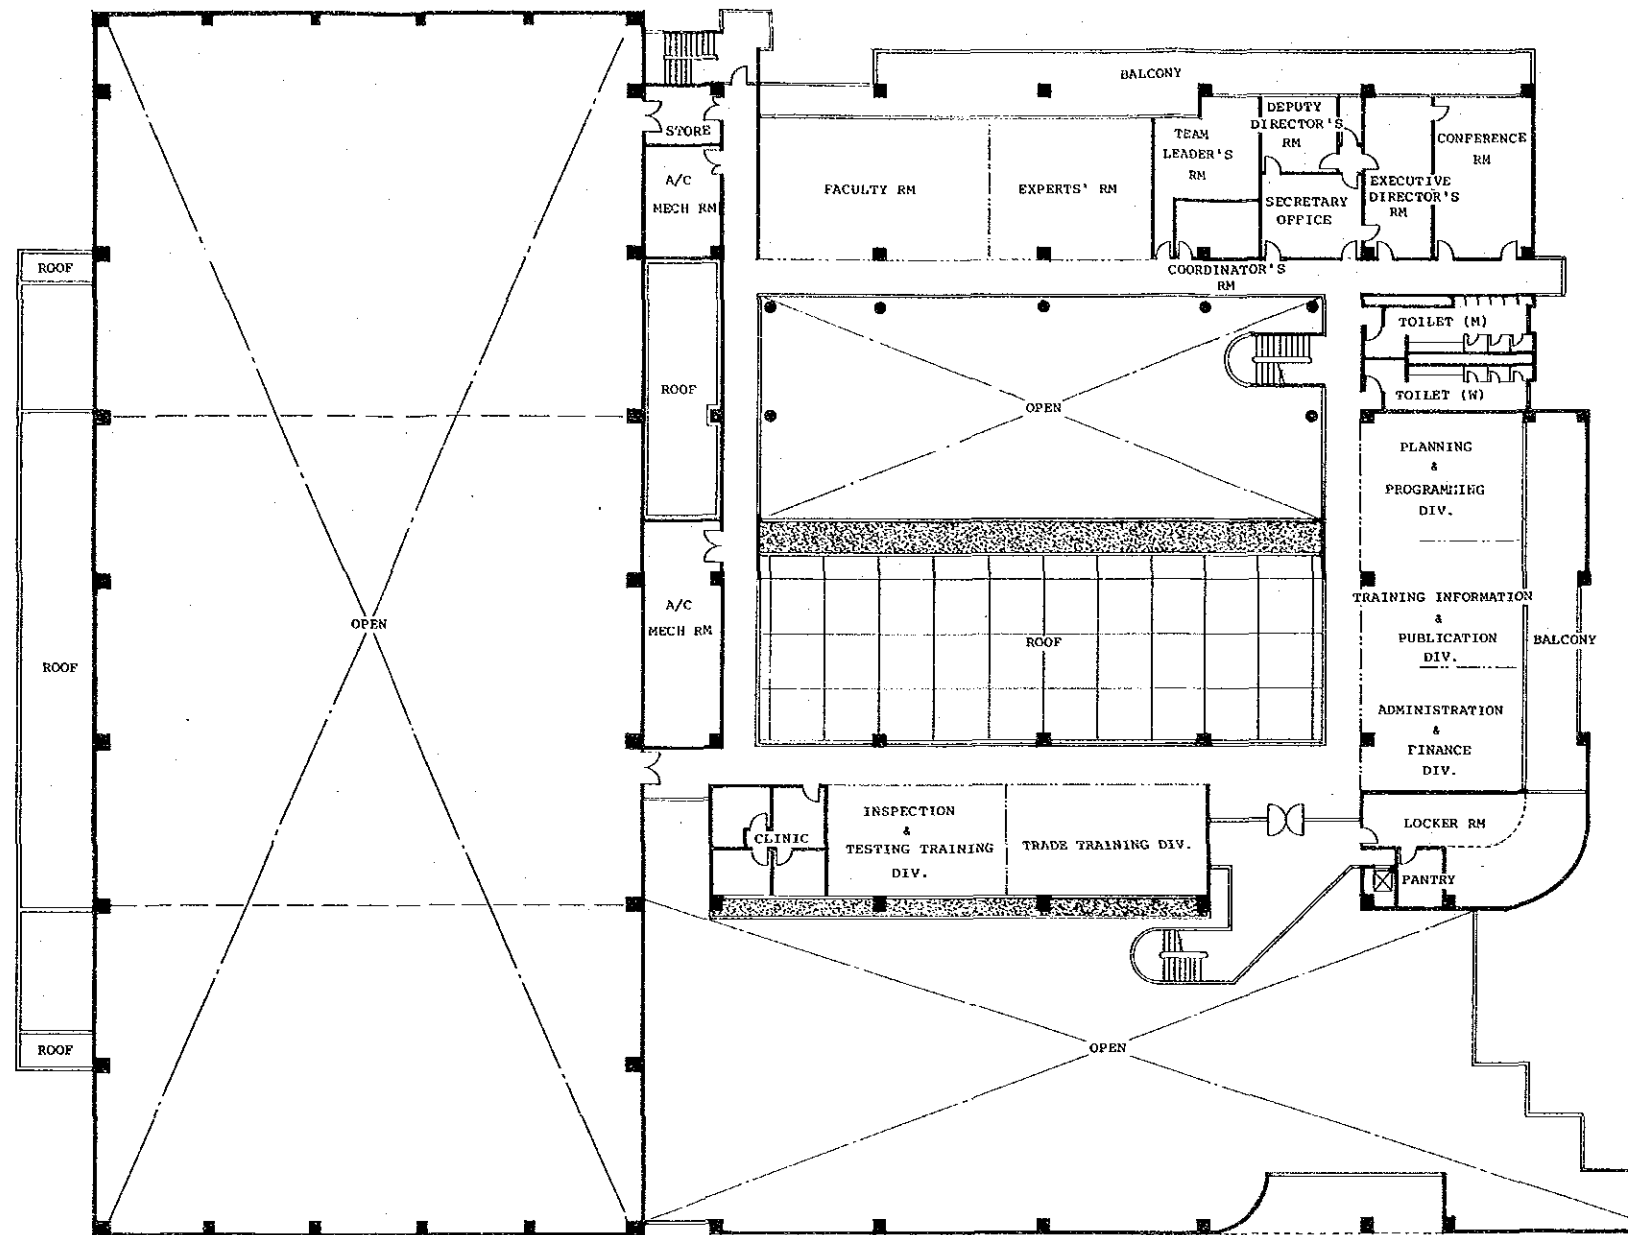 BALCONY
DEPUTY
DIRECTOR'S
RM
STORE
TEAM
LEADER'S
RM
CONFERENCE
RM
A/C
MECH RM
FACULTY RM
EXPERTS' RM
EXECUTIVE
DIRECTOR'S
RM
SECRETARY
OFFICE
ROOF
COORDINATOR'S
RM
TOILET (M)
ROOF
TOILET (W)
OPEN
PLANNING
&
PROGRAMMING
DIV.
A/C
MECH RM
TRAINING INFORMATION
&
PUBLICATION
DIV.
OPEN
ROOF
BALCONY
ROOF
ADMINISTRATION
&
FINANCE
DIV.
CLINIC
INSPECTION
&
TESTING TRAINING
DIV.
TRADE TRAINING DIV.
LOCKER RM
PANTRY
ROOF
OPEN